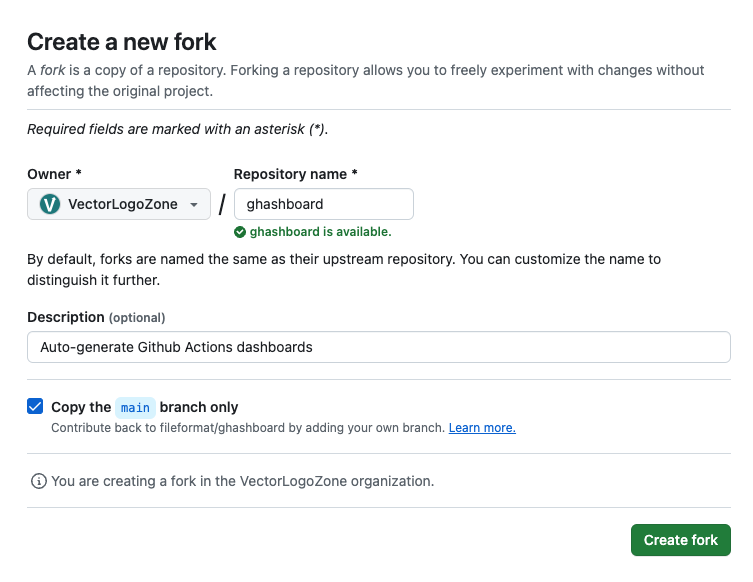 Create a new fork
A fork is a copy of a repository. Forking a repository allows you to freely experiment with changes without
affecting the original project.
Required fields are marked with an asterisk (*).
Owner *
Repository name *
V VectorLogoZone / ghashboard
ghashboard is available.
By default, forks are named the same as their upstream repository. You can customize the name to
distinguish it further.
Description (optional)
Auto-generate Github Actions dashboards
Copy the main branch only
Contribute back to fileformat/ghashboard by adding your own branch. Learn more.
You are creating a fork in the VectorLogoZone organization.
Create fork